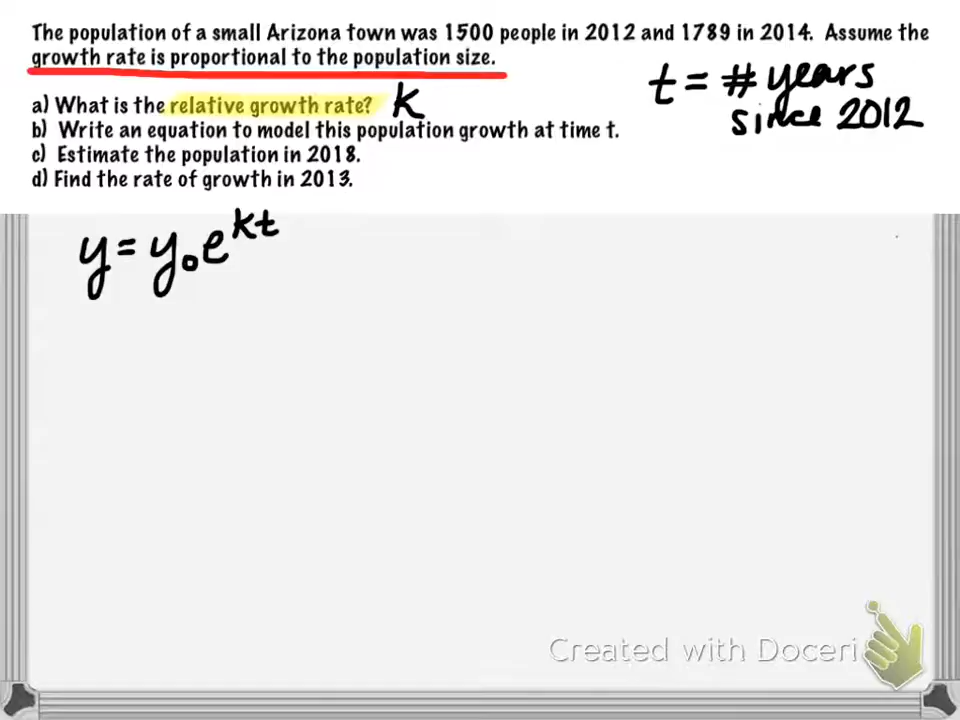 The population of a small Arizona town was 1500 people in 2012 and 1789 in 2014. Assume the
growth rate is proportional to the population size.
t = # years
since 2012
a) What is the relative growth rate? K
b) Write an equation to model this population growth at time t.
c) Estimate the population in 2018.
d) Find the rate of growth in 2013.
y = y₀e^kt
Created with Doceri